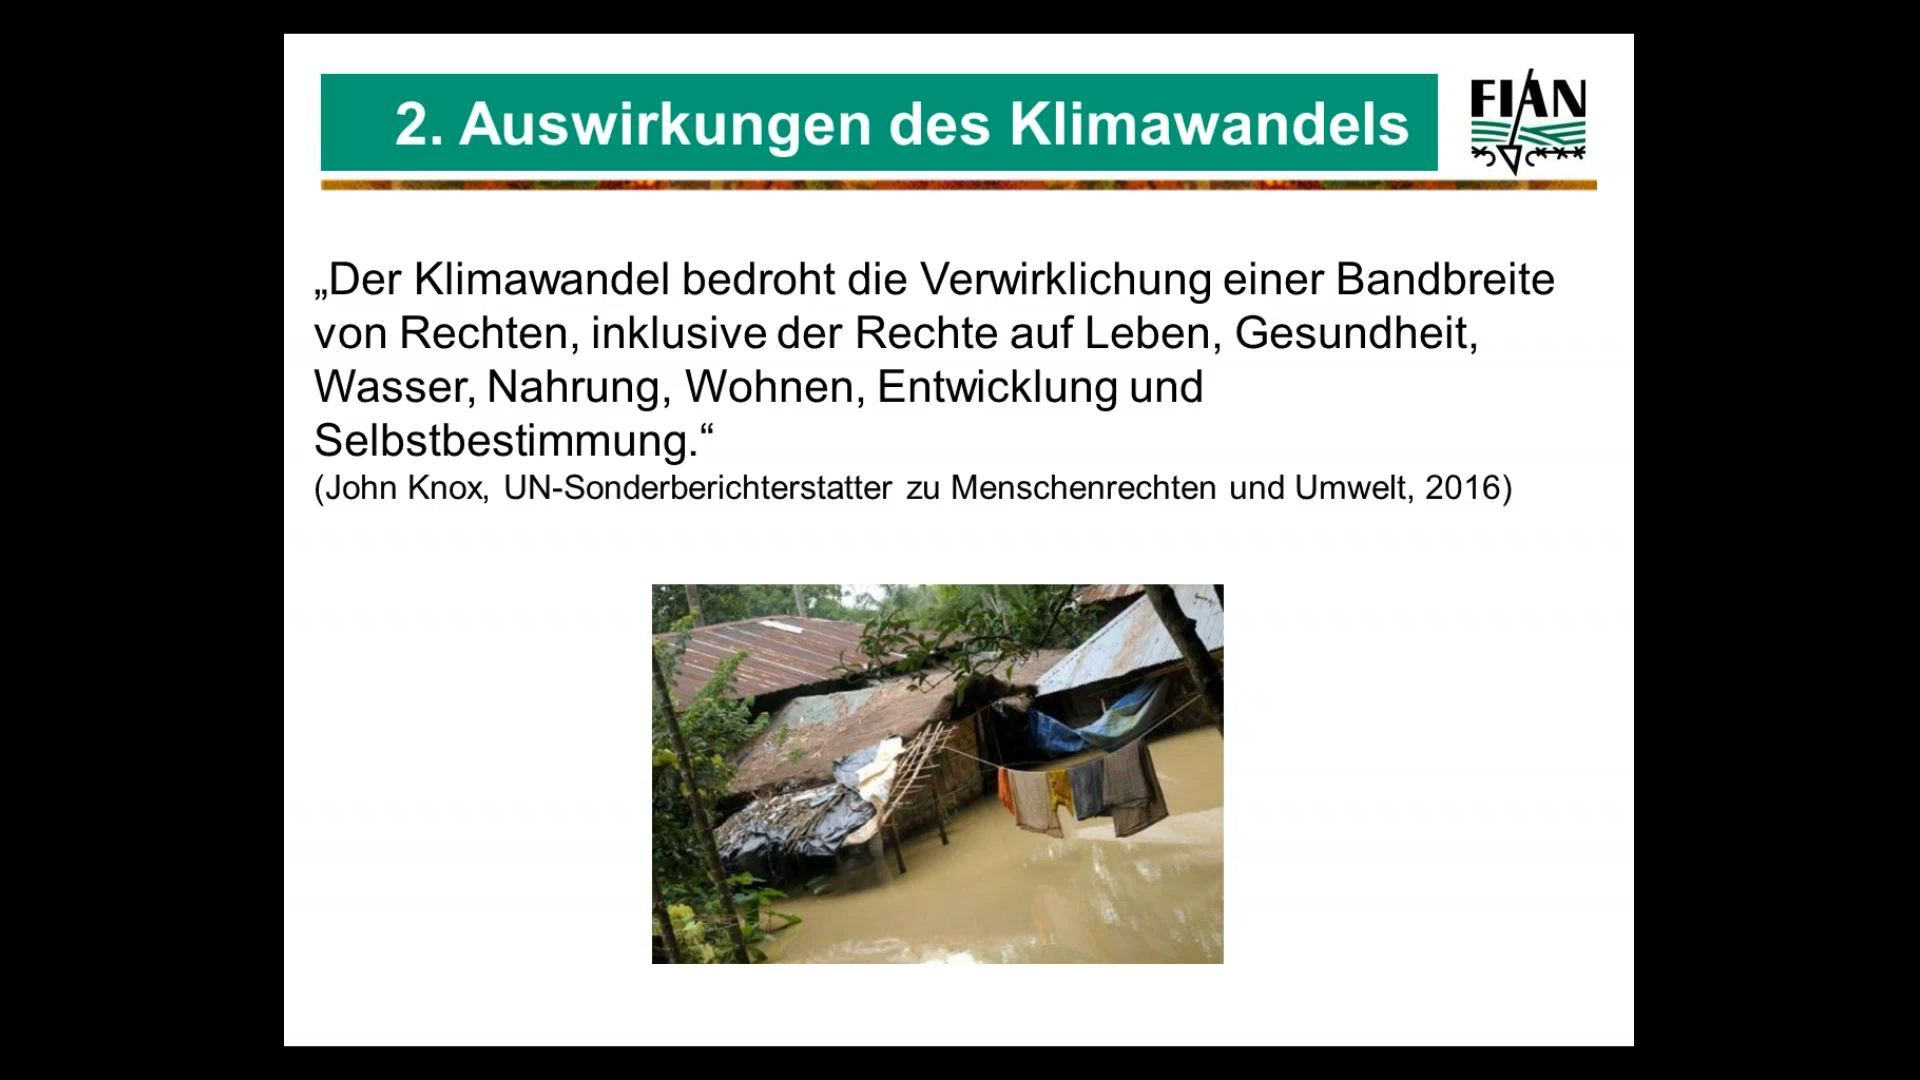 2. Auswirkungen des Klimawandels
FIAN
„Der Klimawandel bedroht die Verwirklichung einer Bandbreite
von Rechten, inklusive der Rechte auf Leben, Gesundheit,
Wasser, Nahrung, Wohnen, Entwicklung und
Selbstbestimmung.“
(John Knox, UN-Sonderberichterstatter zu Menschenrechten und Umwelt, 2016)